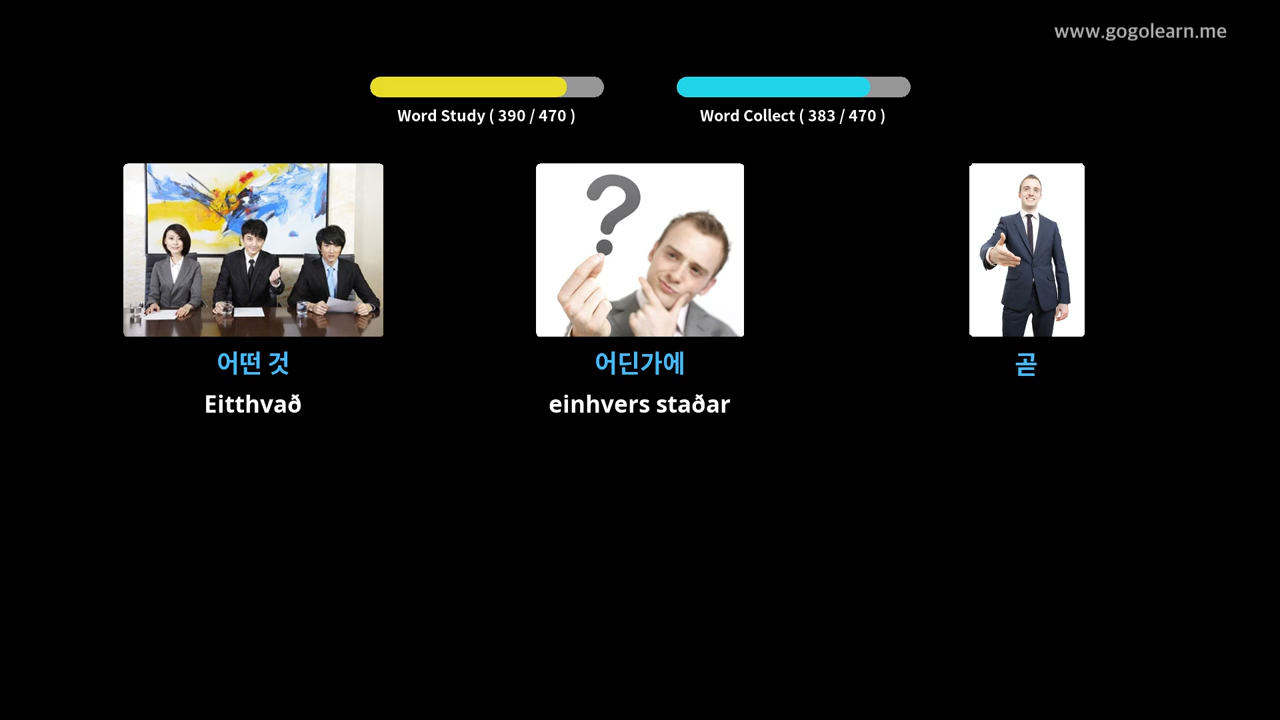 www.gogolearn.me
Word Study ( 390 / 470 )
Word Collect ( 383 / 470 )
어떤 것
어딘가에
곧
Eitthvað
einhvers staðar